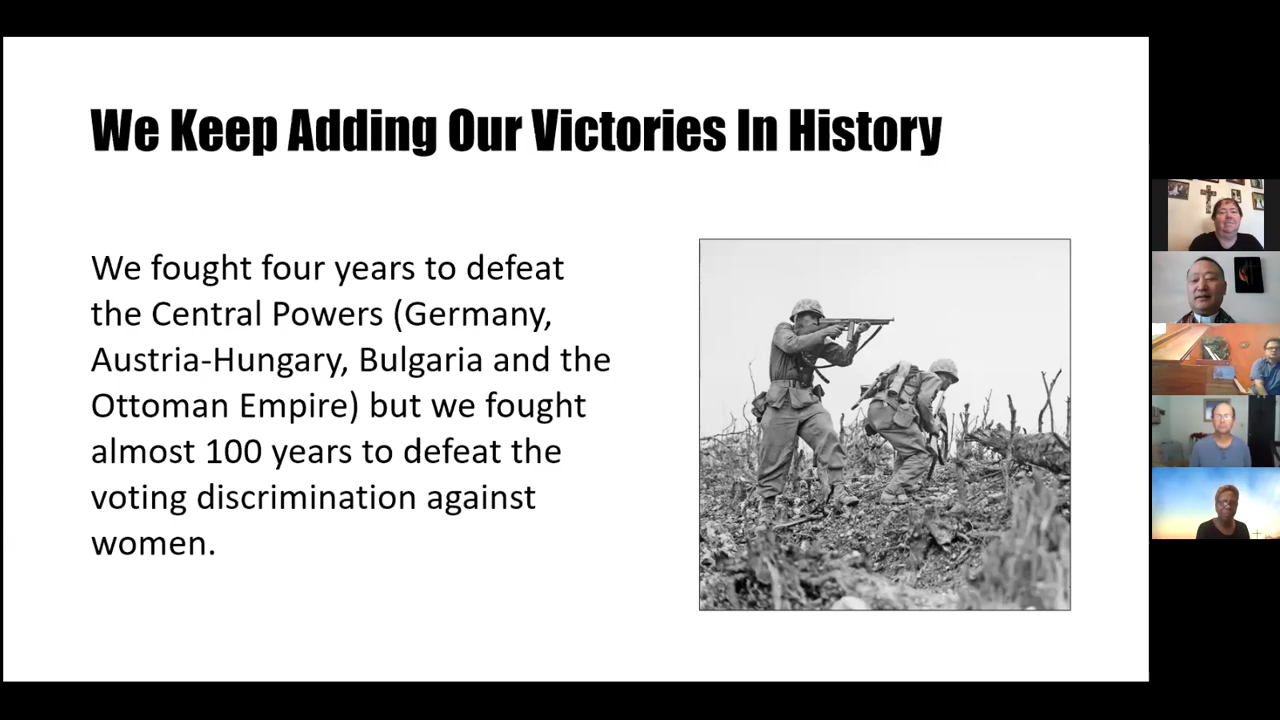 We Keep Adding Our Victories In History
We fought four years to defeat
the Central Powers (Germany,
Austria-Hungary, Bulgaria and the
Ottoman Empire) but we fought
almost 100 years to defeat the
voting discrimination against
women.